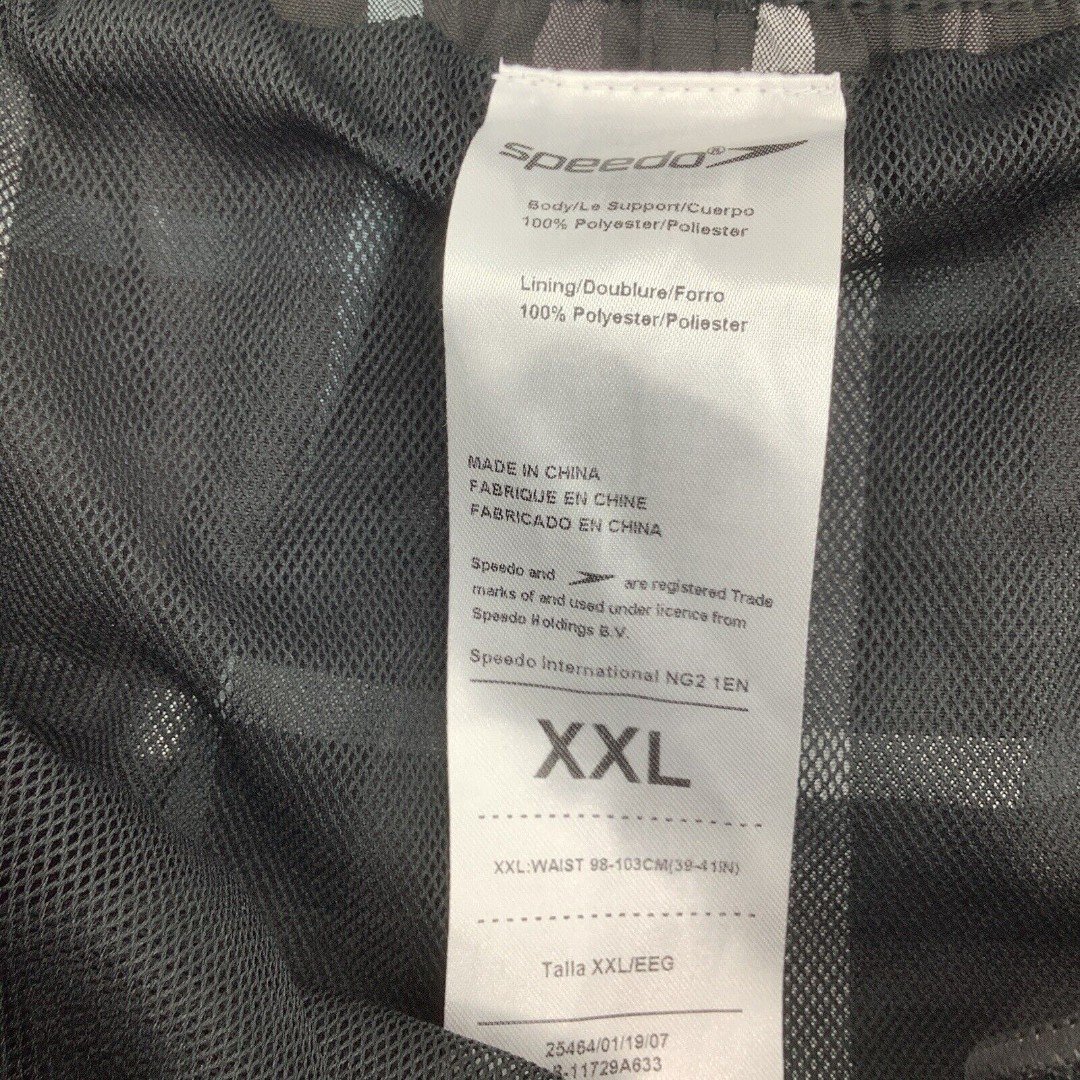 speedo®
Body/Le Support/Cuerpo
100% Polyester/Poliester
Lining/Doublure/Forro
100% Polyester/Poliester
MADE IN CHINA
FABRIQUE EN CHINE
FABRICADO EN CHINA
Speedo and are registered Trade
marks of and used under licence from
Speedo Holdings B.V.
Speedo International NG2 1EN
XXL
XXL:WAIST 98-103CM(39-41IN)
Talla XXL/EEG
25464/01/19/07
-11729A633